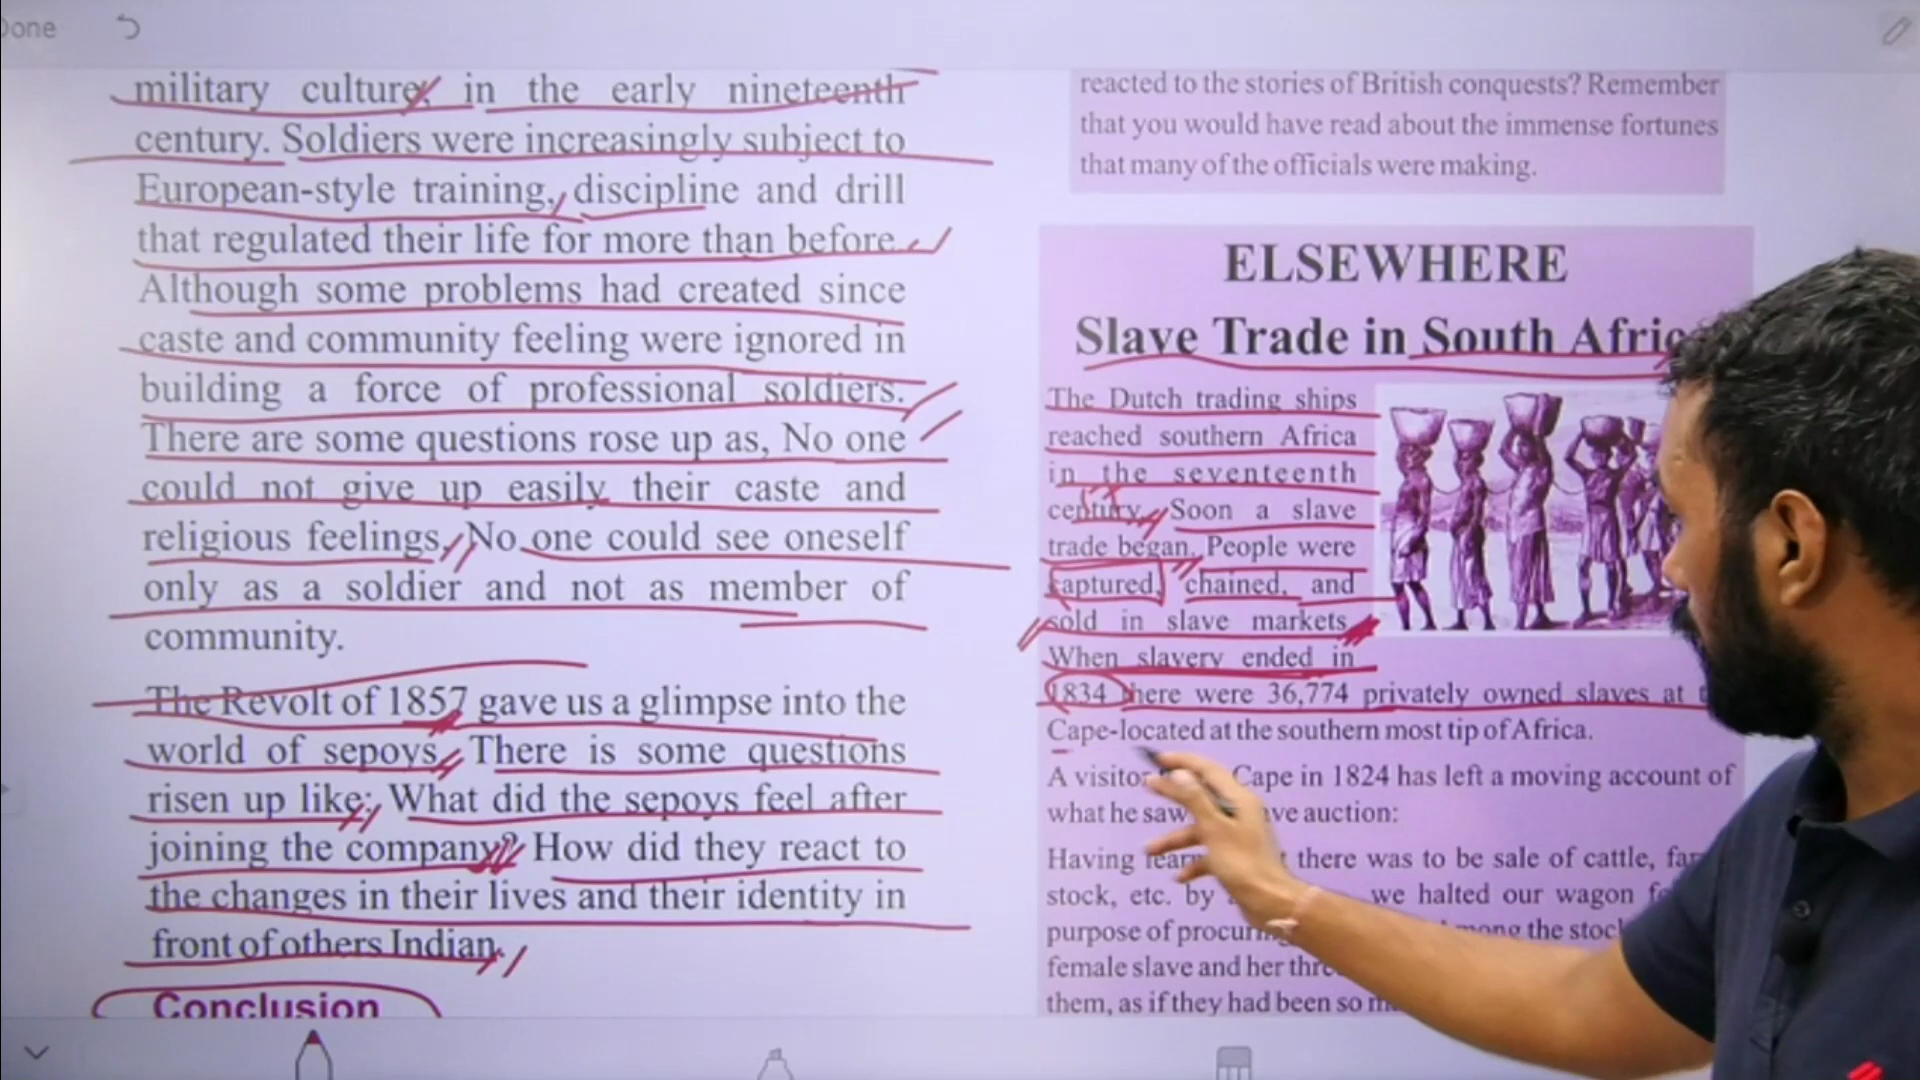 Done
military culture, in the early nineteenth
century. Soldiers were increasingly subject to
European-style training, discipline and drill
that regulated their life for more than before.
Although some problems had created since
caste and community feeling were ignored in
building a force of professional soldiers.
There are some questions rose up as, No one
could not give up easily their caste and
religious feelings, No one could see oneself
only as a soldier and not as member of
community.
The Revolt of 1857 gave us a glimpse into the
world of sepoys. There is some questions
risen up like: What did the sepoys feel after
joining the company? How did they react to
the changes in their lives and their identity in
front of others Indian.
Conclusion
reacted to the stories of British conquests? Remember
that you would have read about the immense fortunes
that many of the officials were making.
ELSEWHERE
Slave Trade in South
The Dutch trading ships
reached southern Africa
in the seventeenth
century. Soon a slave
trade began. People were
captured, chained, and
sold in slave markets.
When slavery ended in
1834 there were 36,774 privately owned slaves at
Cape-located at the southern most tip of Africa.
A visitor Cape in 1824 has left a moving account of
what he saw auction:
Having there was to be sale of cattle,
stock, etc. by we halted our wagon
purpose of the
female slave and her
them, as if they had been so